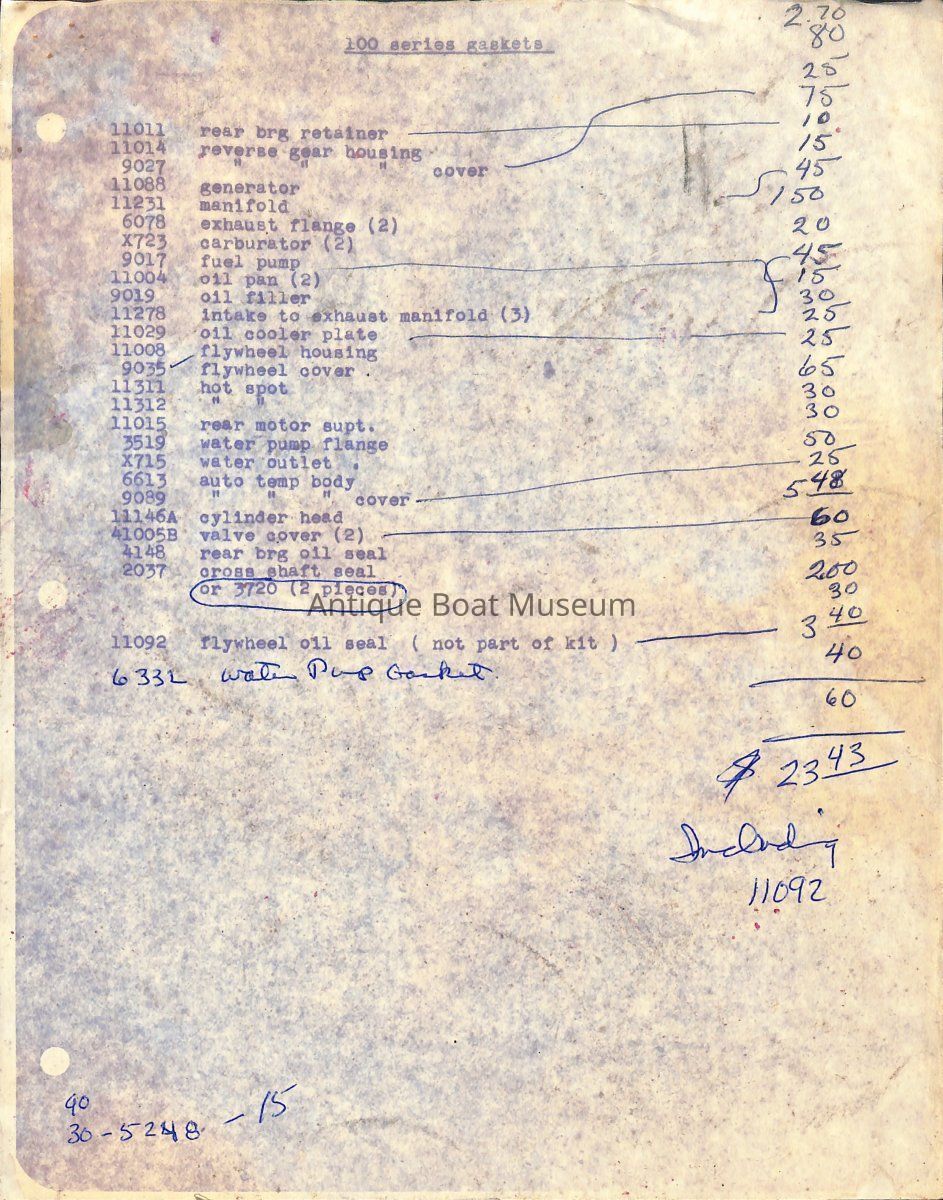 100 series gaskets
2.70
80
25
75
11011 rear brg retainer 10
11014 reverse gear housing 15
9027 " " " cover 45
11088 generator 150
11231 manifold
6078 exhaust flange (2) 20
X723 carburator (2) 45
9017 fuel pump 15
11004 oil pan (2) 30
9019 oil filler 25
11278 intake to exhaust manifold (3)
11029 oil cooler plate 25
11008 flywheel housing 65
9035 flywheel cover .
11311 hot spot 30
11312 " " 30
11015 rear motor supt.
3519 water pump flange 50
X715 water outlet . 25
6613 auto temp body 5 48
9089 " " " cover
11146A cylinder head 60
41005B valve cover (2) 35
4148 rear brg oil seal
2037 cross shaft seal 200
or 3720 (2 pieces) 30
Antique Boat Museum
3 40
11092 flywheel oil seal ( not part of kit ) 40
6332 Water Pump Gasket.
60
$ 23 43
Including
11092
90
30-5248 - 15